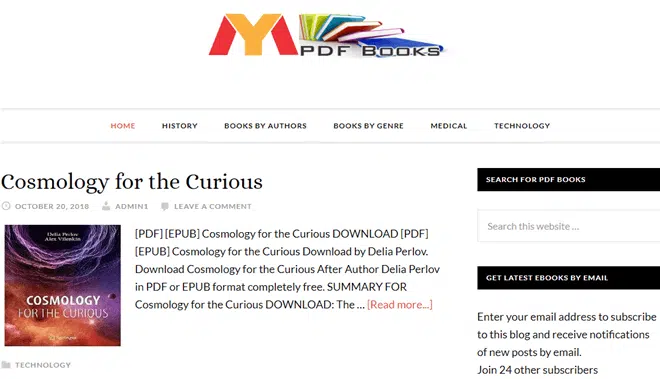 MY PDF Books
HOME HISTORY BOOKS BY AUTHORS BOOKS BY GENRE MEDICAL TECHNOLOGY
Cosmology for the Curious
OCTOBER 20, 2018 ADMIN1 LEAVE A COMMENT
Delia Perlov
Alex Vilenkin
COSMOLOGY
FOR THE CURIOUS
[PDF] [EPUB] Cosmology for the Curious DOWNLOAD [PDF]
[EPUB] Cosmology for the Curious Download by Delia Perlov.
Download Cosmology for the Curious After Author Delia Perlov
in PDF or EPUB format completely free. SUMMARY FOR
Cosmology for the Curious DOWNLOAD: The ... [Read more...]
TECHNOLOGY
SEARCH FOR PDF BOOKS
Search this website ...
GET LATEST EBOOKS BY EMAIL
Enter your email address to subscribe
to this blog and receive notifications
of new posts by email.
Join 24 other subscribers